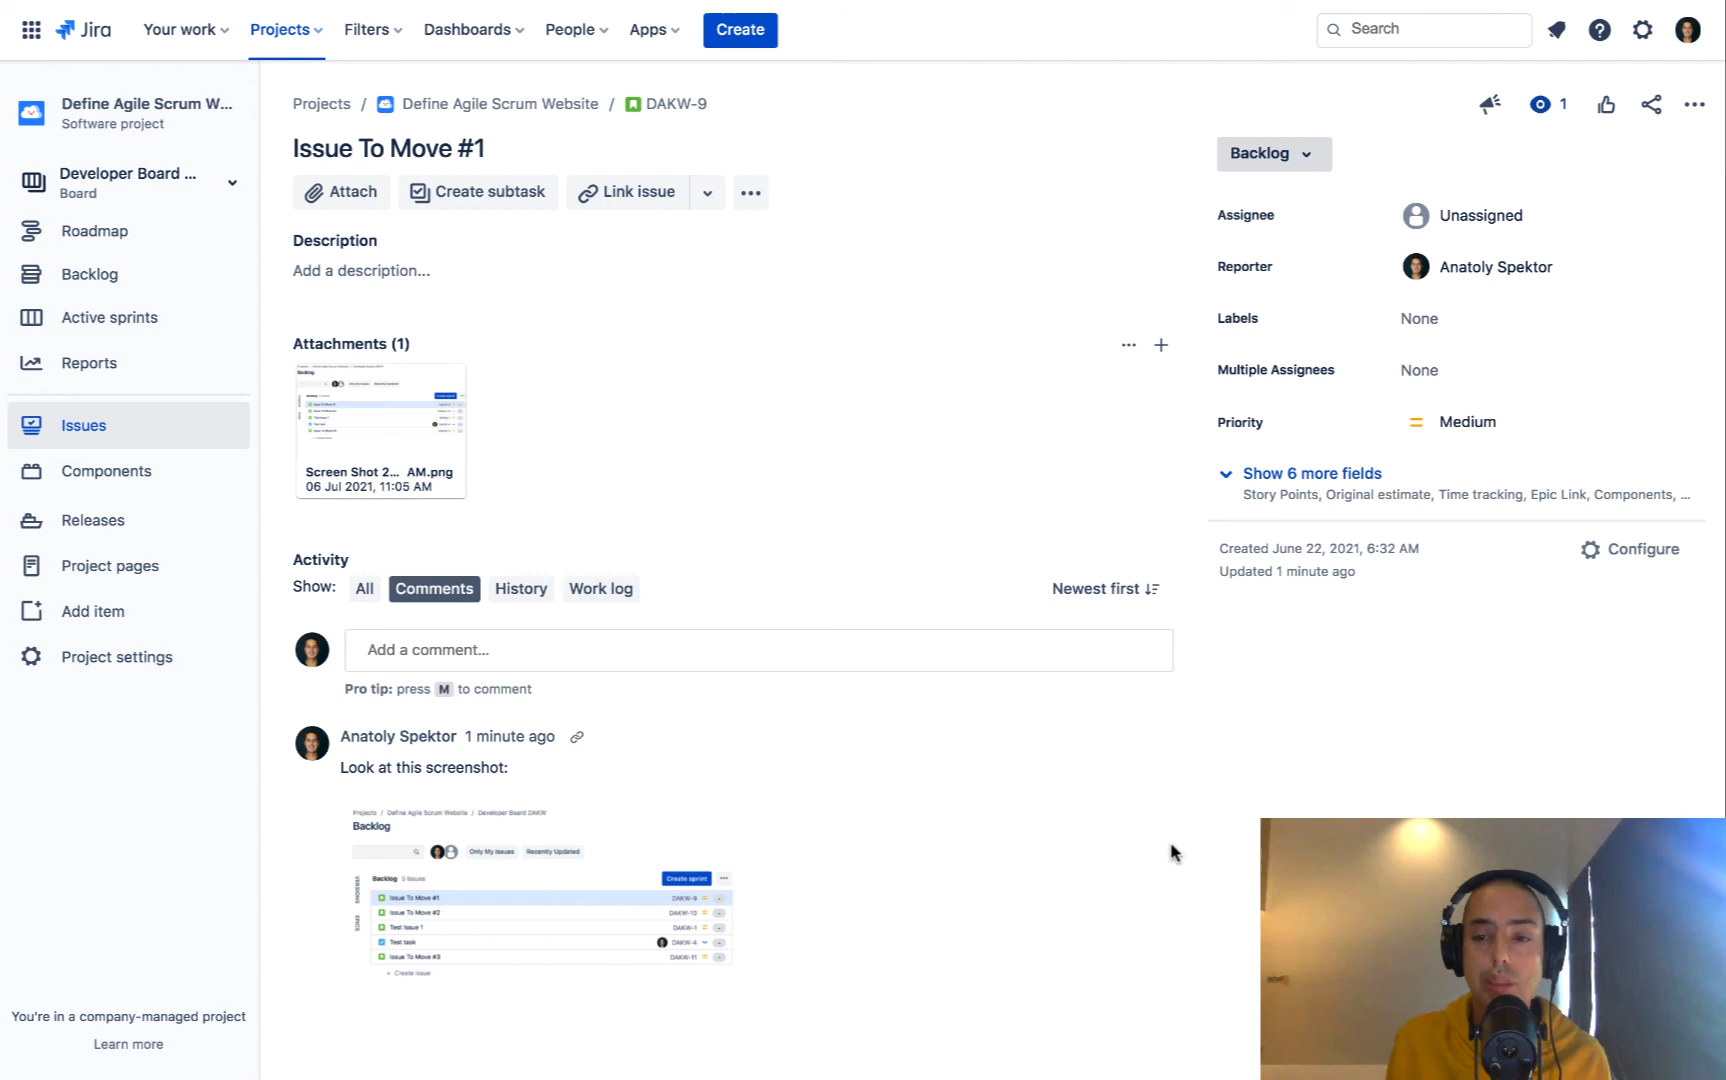 Jira
Your work
Projects
Filters
Dashboards
People
Apps
Create
Search
Define Agile Scrum W...
Software project
Developer Board ...
Board
Roadmap
Backlog
Active sprints
Reports
Issues
Components
Releases
Project pages
Add item
Project settings
You're in a company-managed project
Learn more
Projects / Define Agile Scrum Website / DAKW-9
1
Issue To Move #1
Attach
Create subtask
Link issue
Description
Add a description...
Attachments (1)
Screen Shot 2... AM.png
06 Jul 2021, 11:05 AM
Activity
Show: All Comments History Work log
Newest first
Add a comment...
Pro tip: press M to comment
Anatoly Spektor 1 minute ago
Look at this screenshot:
Projects / Define Agile Scrum Website / Developer Board DAKW
Backlog
Only My Issues
Recently Updated
VERSIONS
EPICS
Backlog 5 issues
Create sprint
Issue To Move #1 DAKW-9
Issue To Move #2 DAKW-10
Test Issue 1 DAKW-1
Test task DAKW-4
Issue To Move #3 DAKW-11
+ Create issue
Backlog
Assignee Unassigned
Reporter Anatoly Spektor
Labels None
Multiple Assignees None
Priority Medium
Show 6 more fields
Story Points, Original estimate, Time tracking, Epic Link, Components, ...
Created June 22, 2021, 6:32 AM
Updated 1 minute ago
Configure